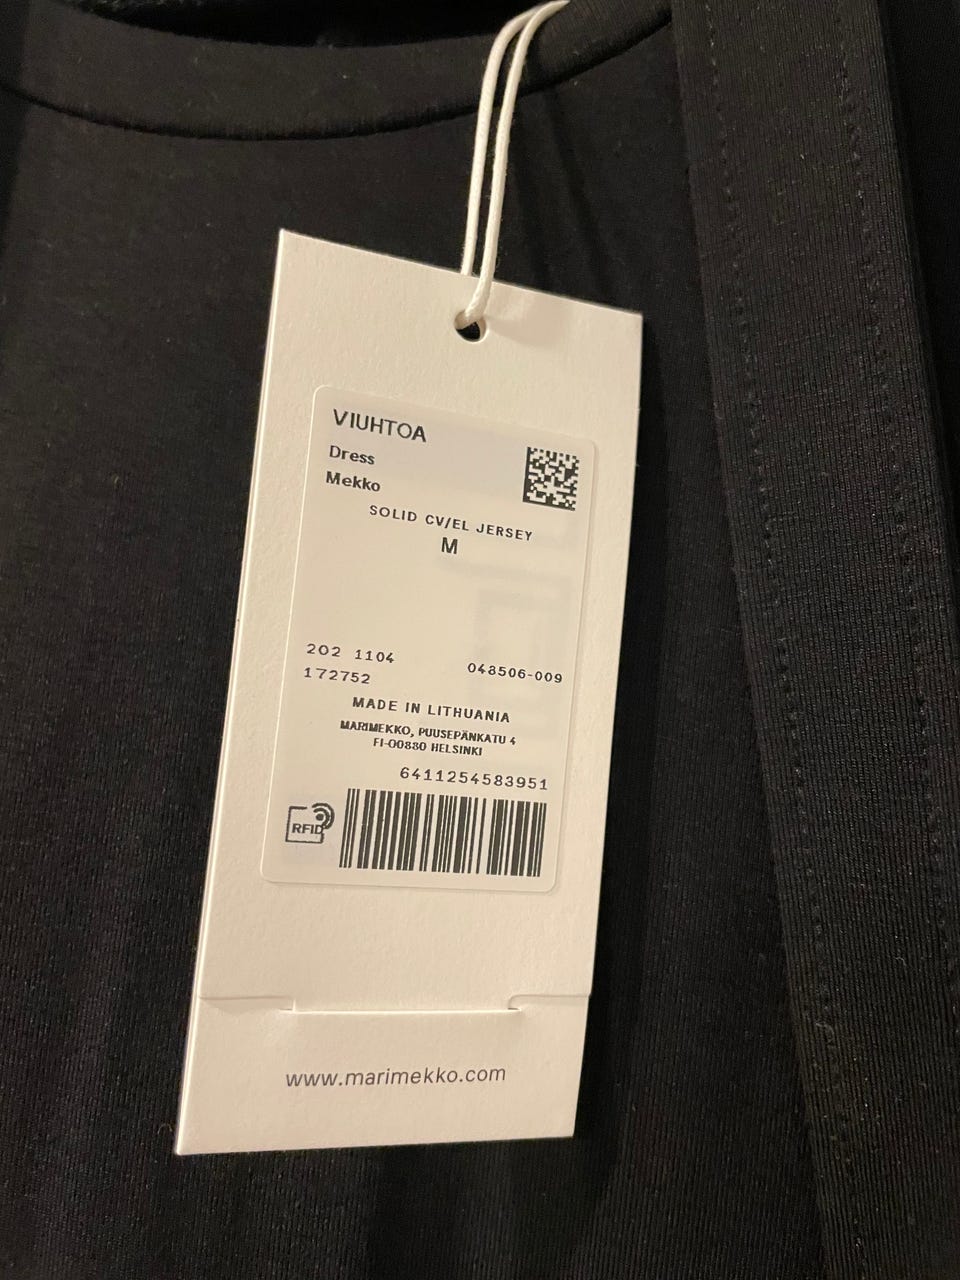 VIUHTOA
Dress
Mekko
SOLID CV/EL JERSEY
M
202 1104
172752
048506-009
MADE IN LITHUANIA
MARIMEKKO, PUUSEPÄNKATU 4
FI-00880 HELSINKI
6411254583951
RFID
www.marimekko.com